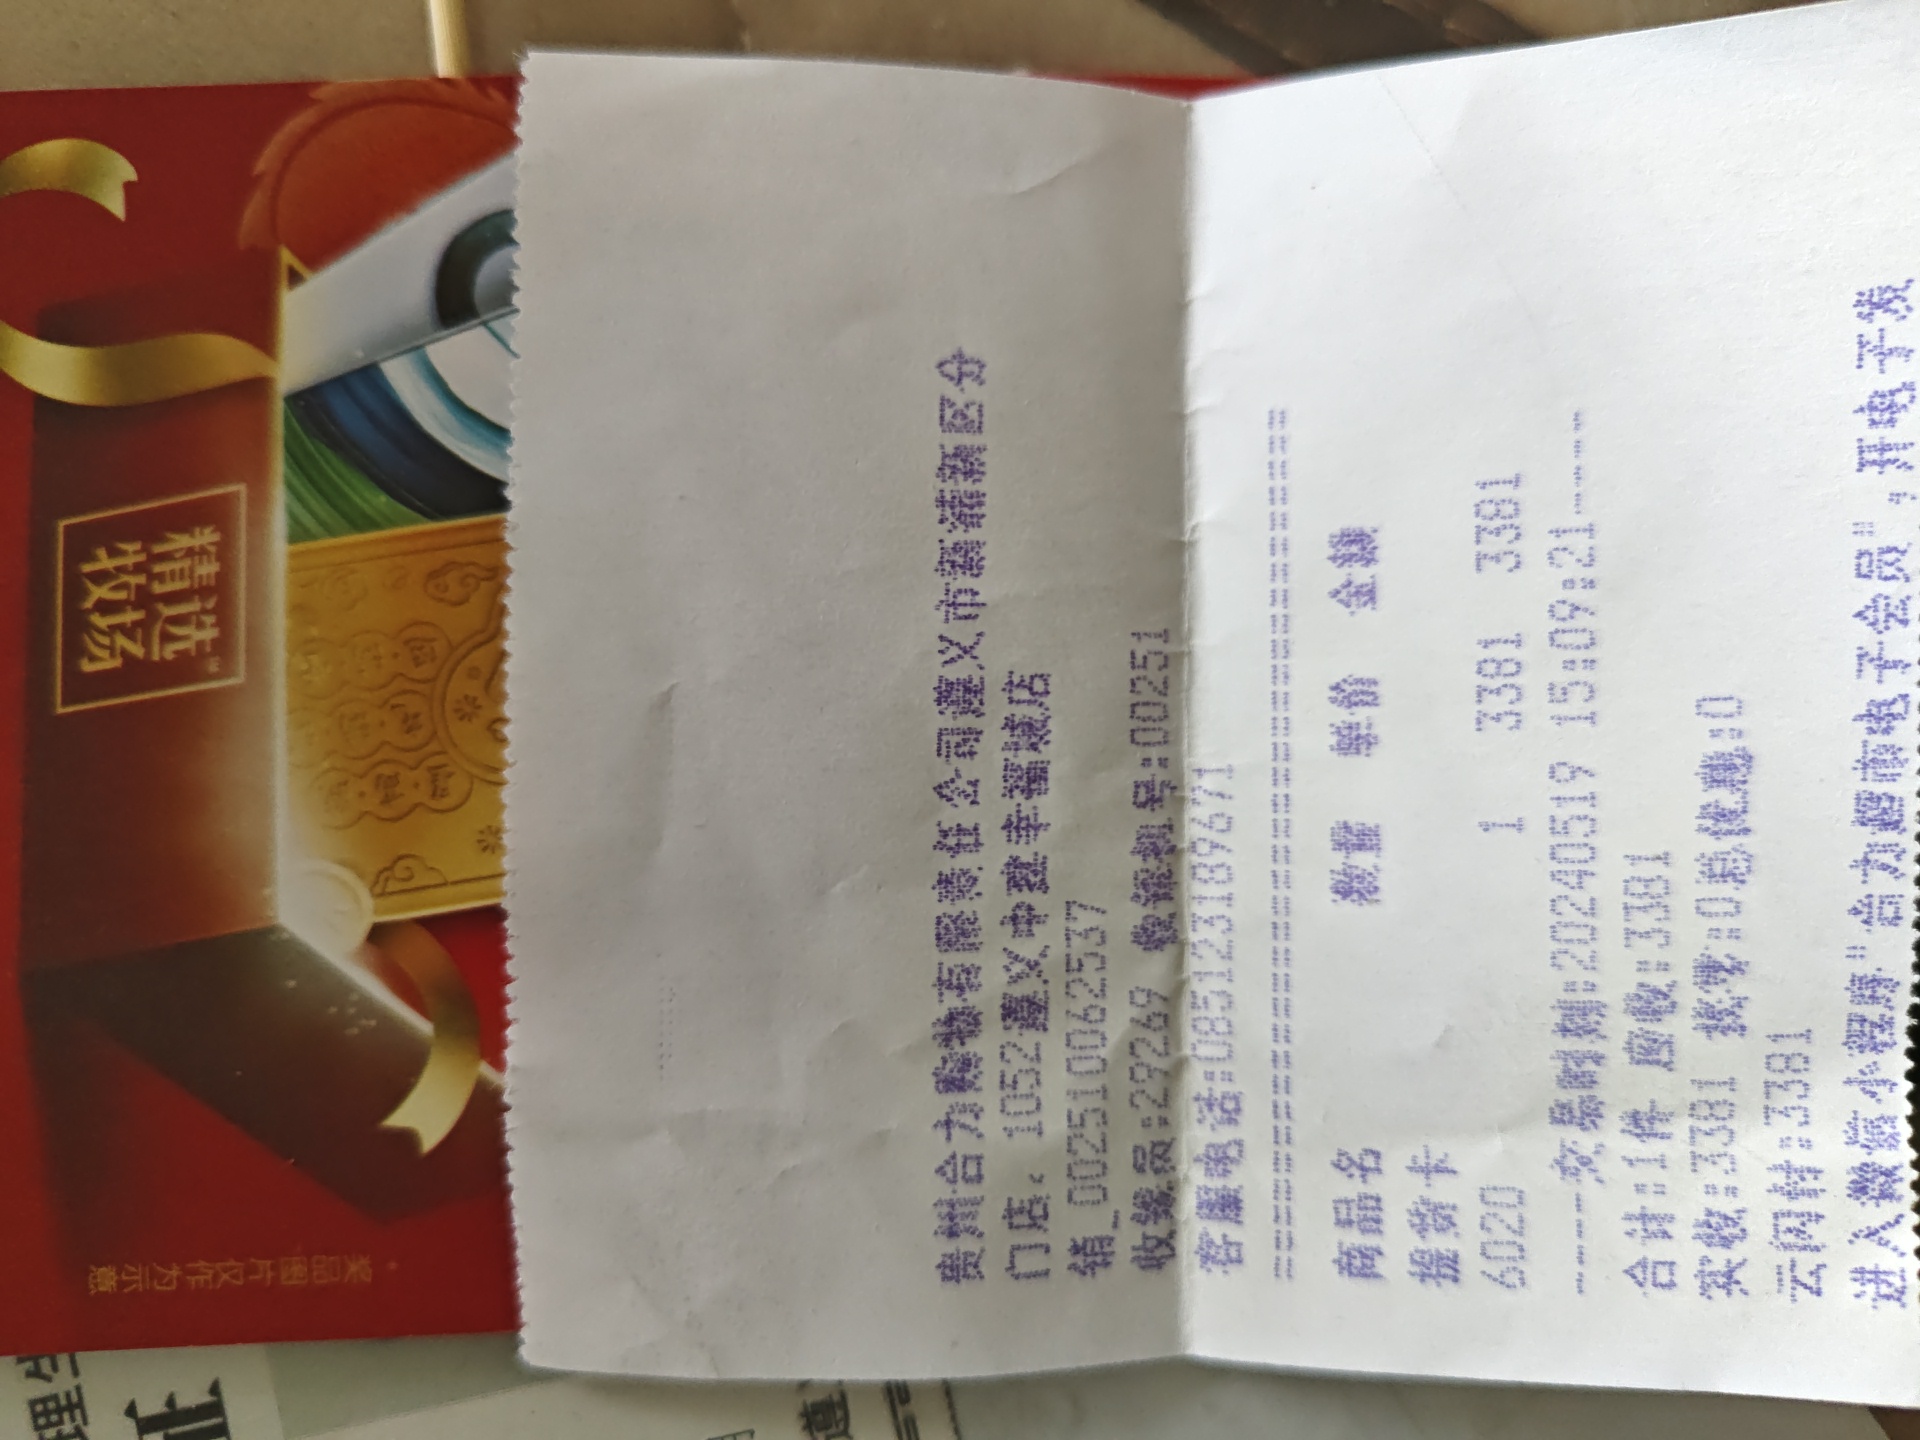 贵州合力购物有限责任公司遵义市新蒲新区分
门店: 1052遵义中建幸福城店
销_002510062537
收银员:29269 收银机号:00251
客服电话:085123189671
商品名 数量 单价 金额
提货卡
6020 1 3381 3381
----交易时刻:20240519 15:09:21----
合计:1件 应收:3381
实收:3381 找零:0总优惠:0
云网付:3381
进入微信小程序"合力超市电子会员",开电子发
精选
牧场
™
*奖品图片仅作为示意